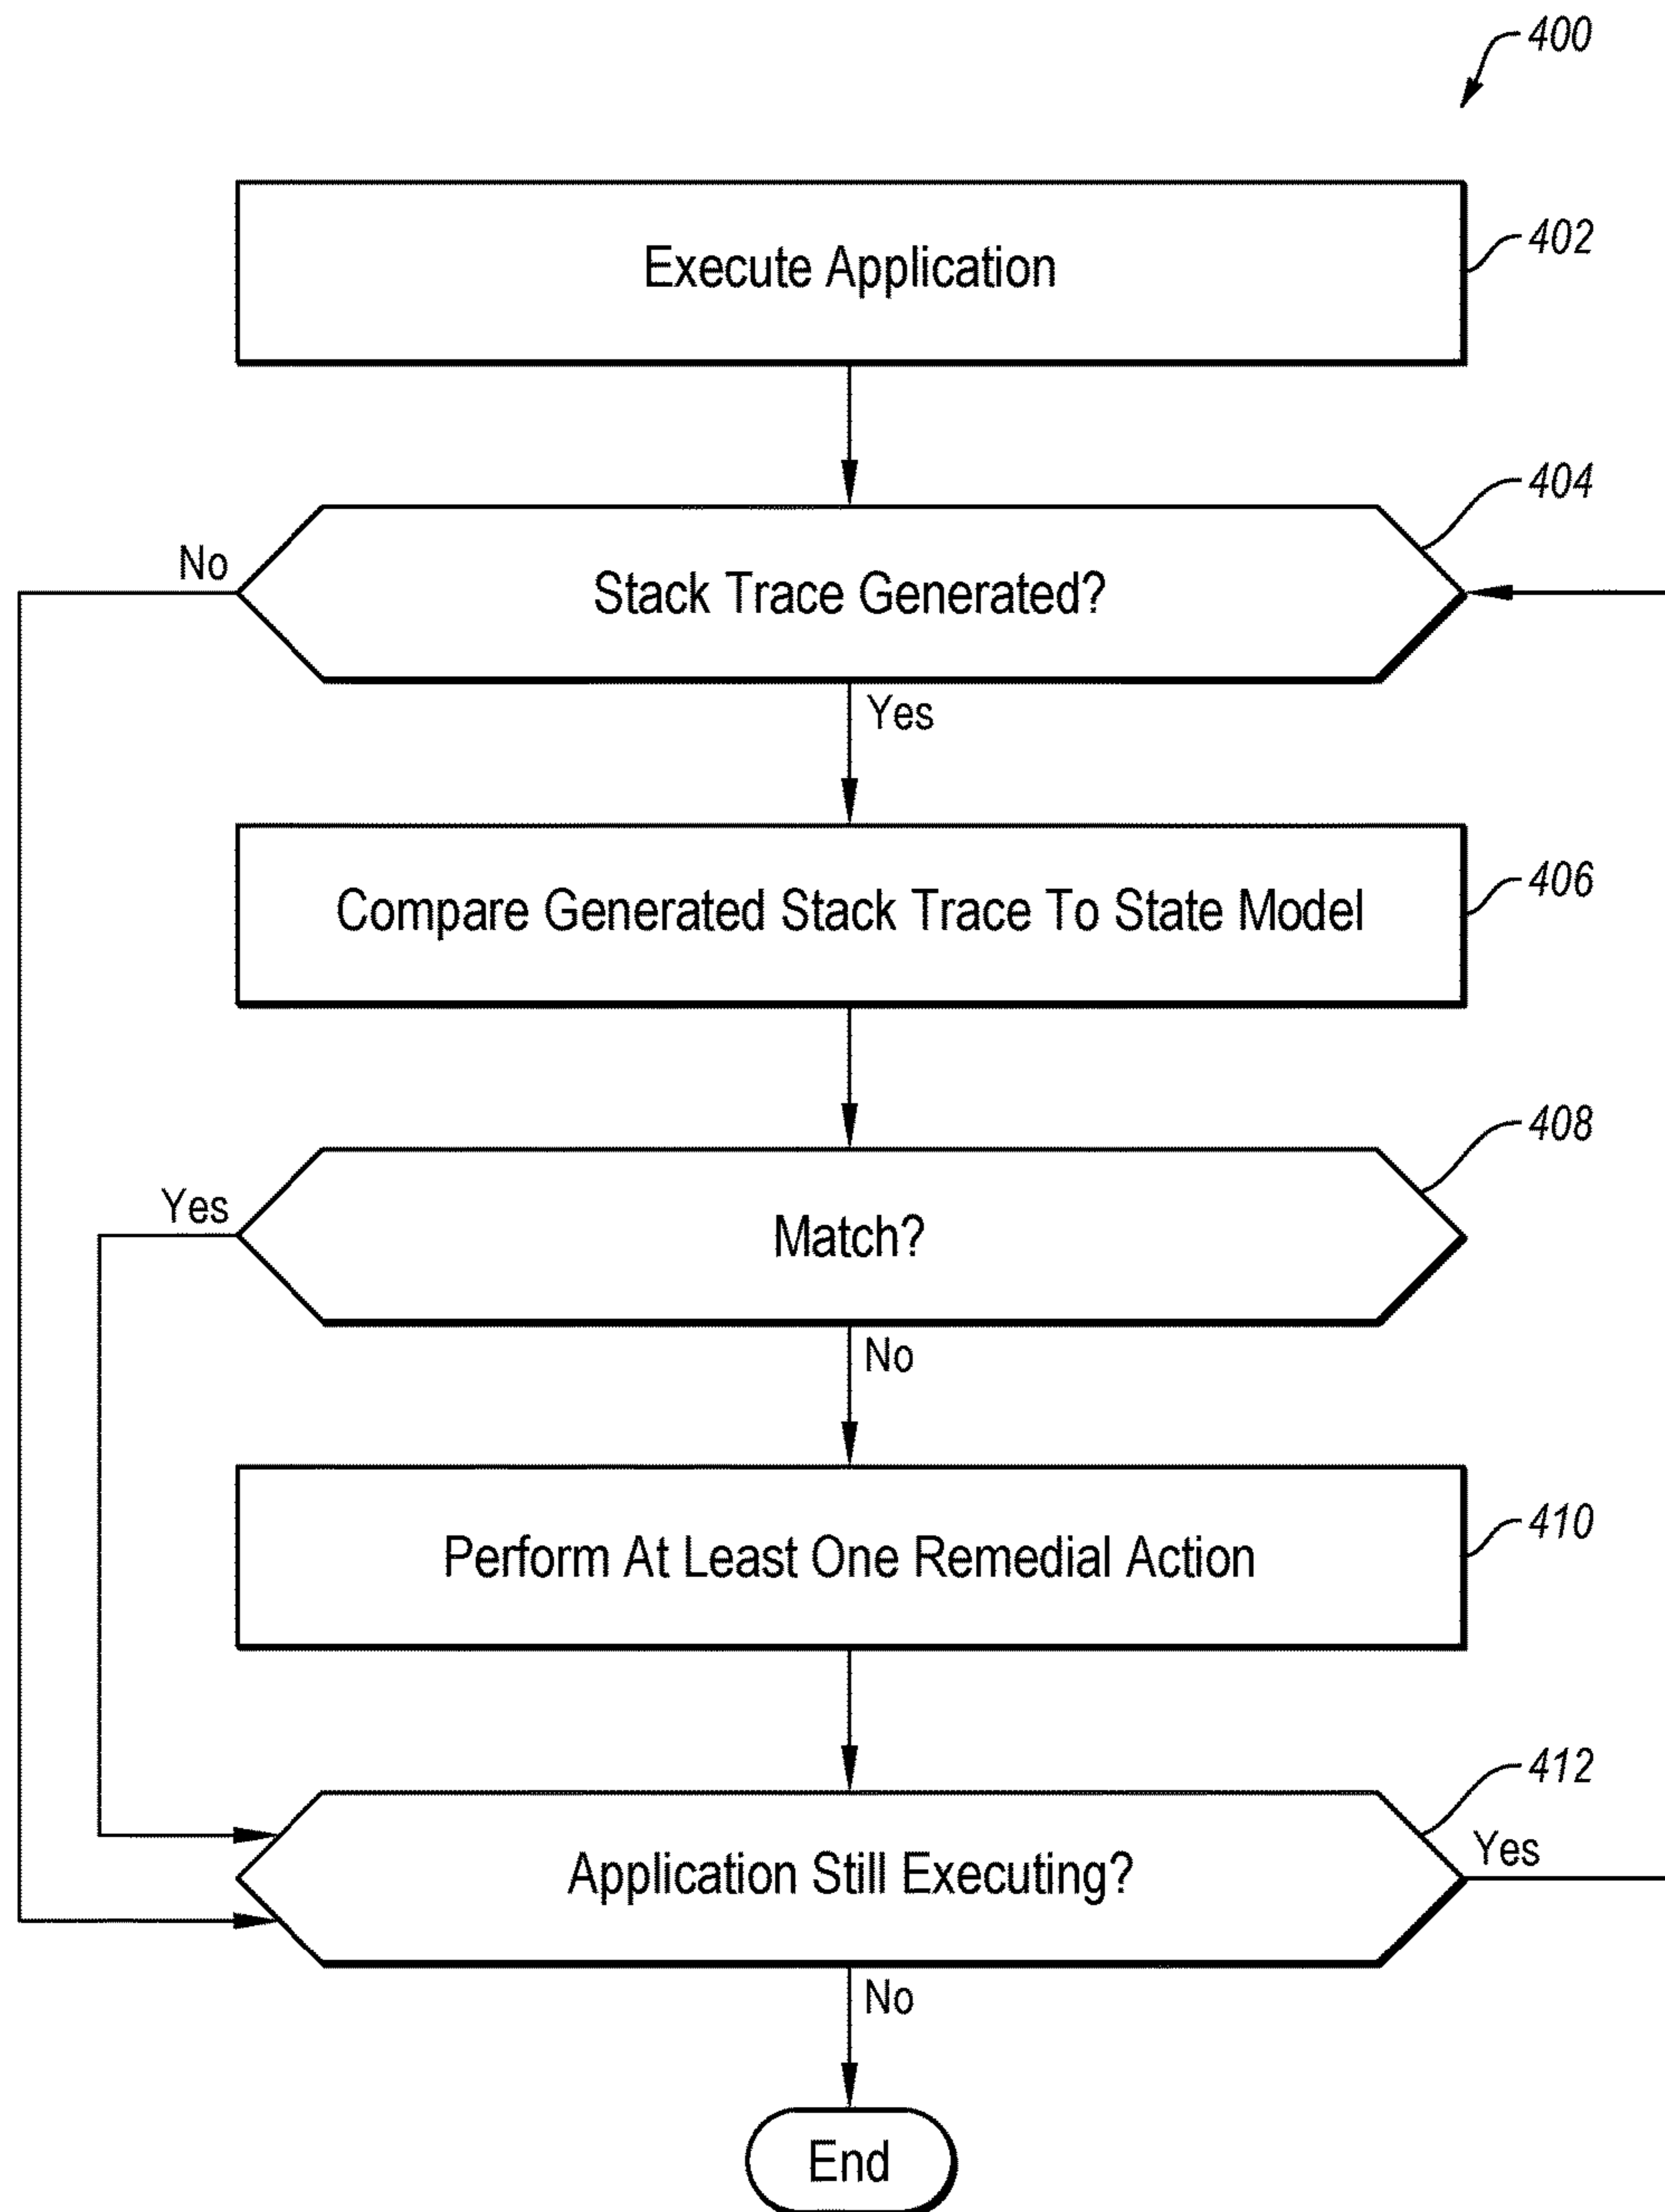 400
Execute Application
402
404
No
Stack Trace Generated?
Yes
Compare Generated Stack Trace To State Model
406
408
Yes
Match?
No
Perform At Least One Remedial Action
410
412
Application Still Executing?
Yes
No
End